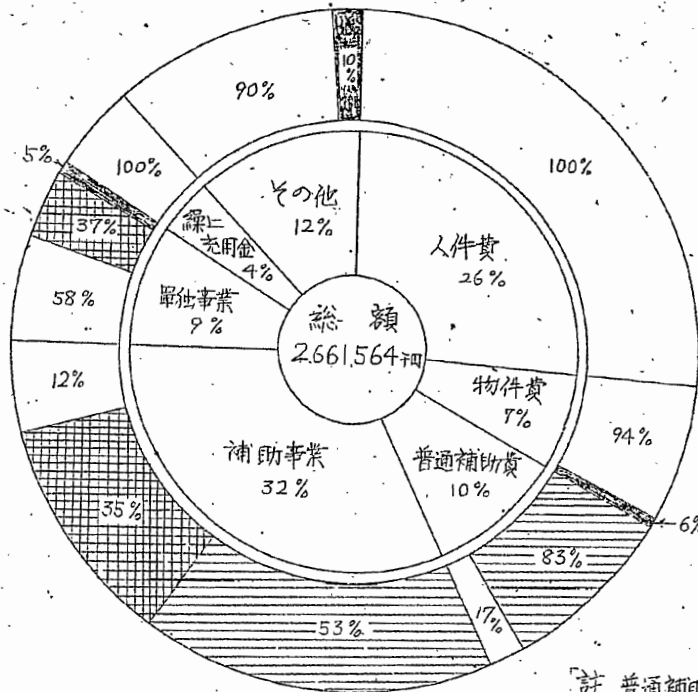 総額
2,661,564千円
人件費
26%
物件費
7%
普通補助費
10%
補助事業
32%
単独事業
9%
繰上
充用金
4%
その他
12%
100%
94%
6%
83%
17%
53%
35%
12%
58%
37%
5%
100%
90%
10%
註 普通補助